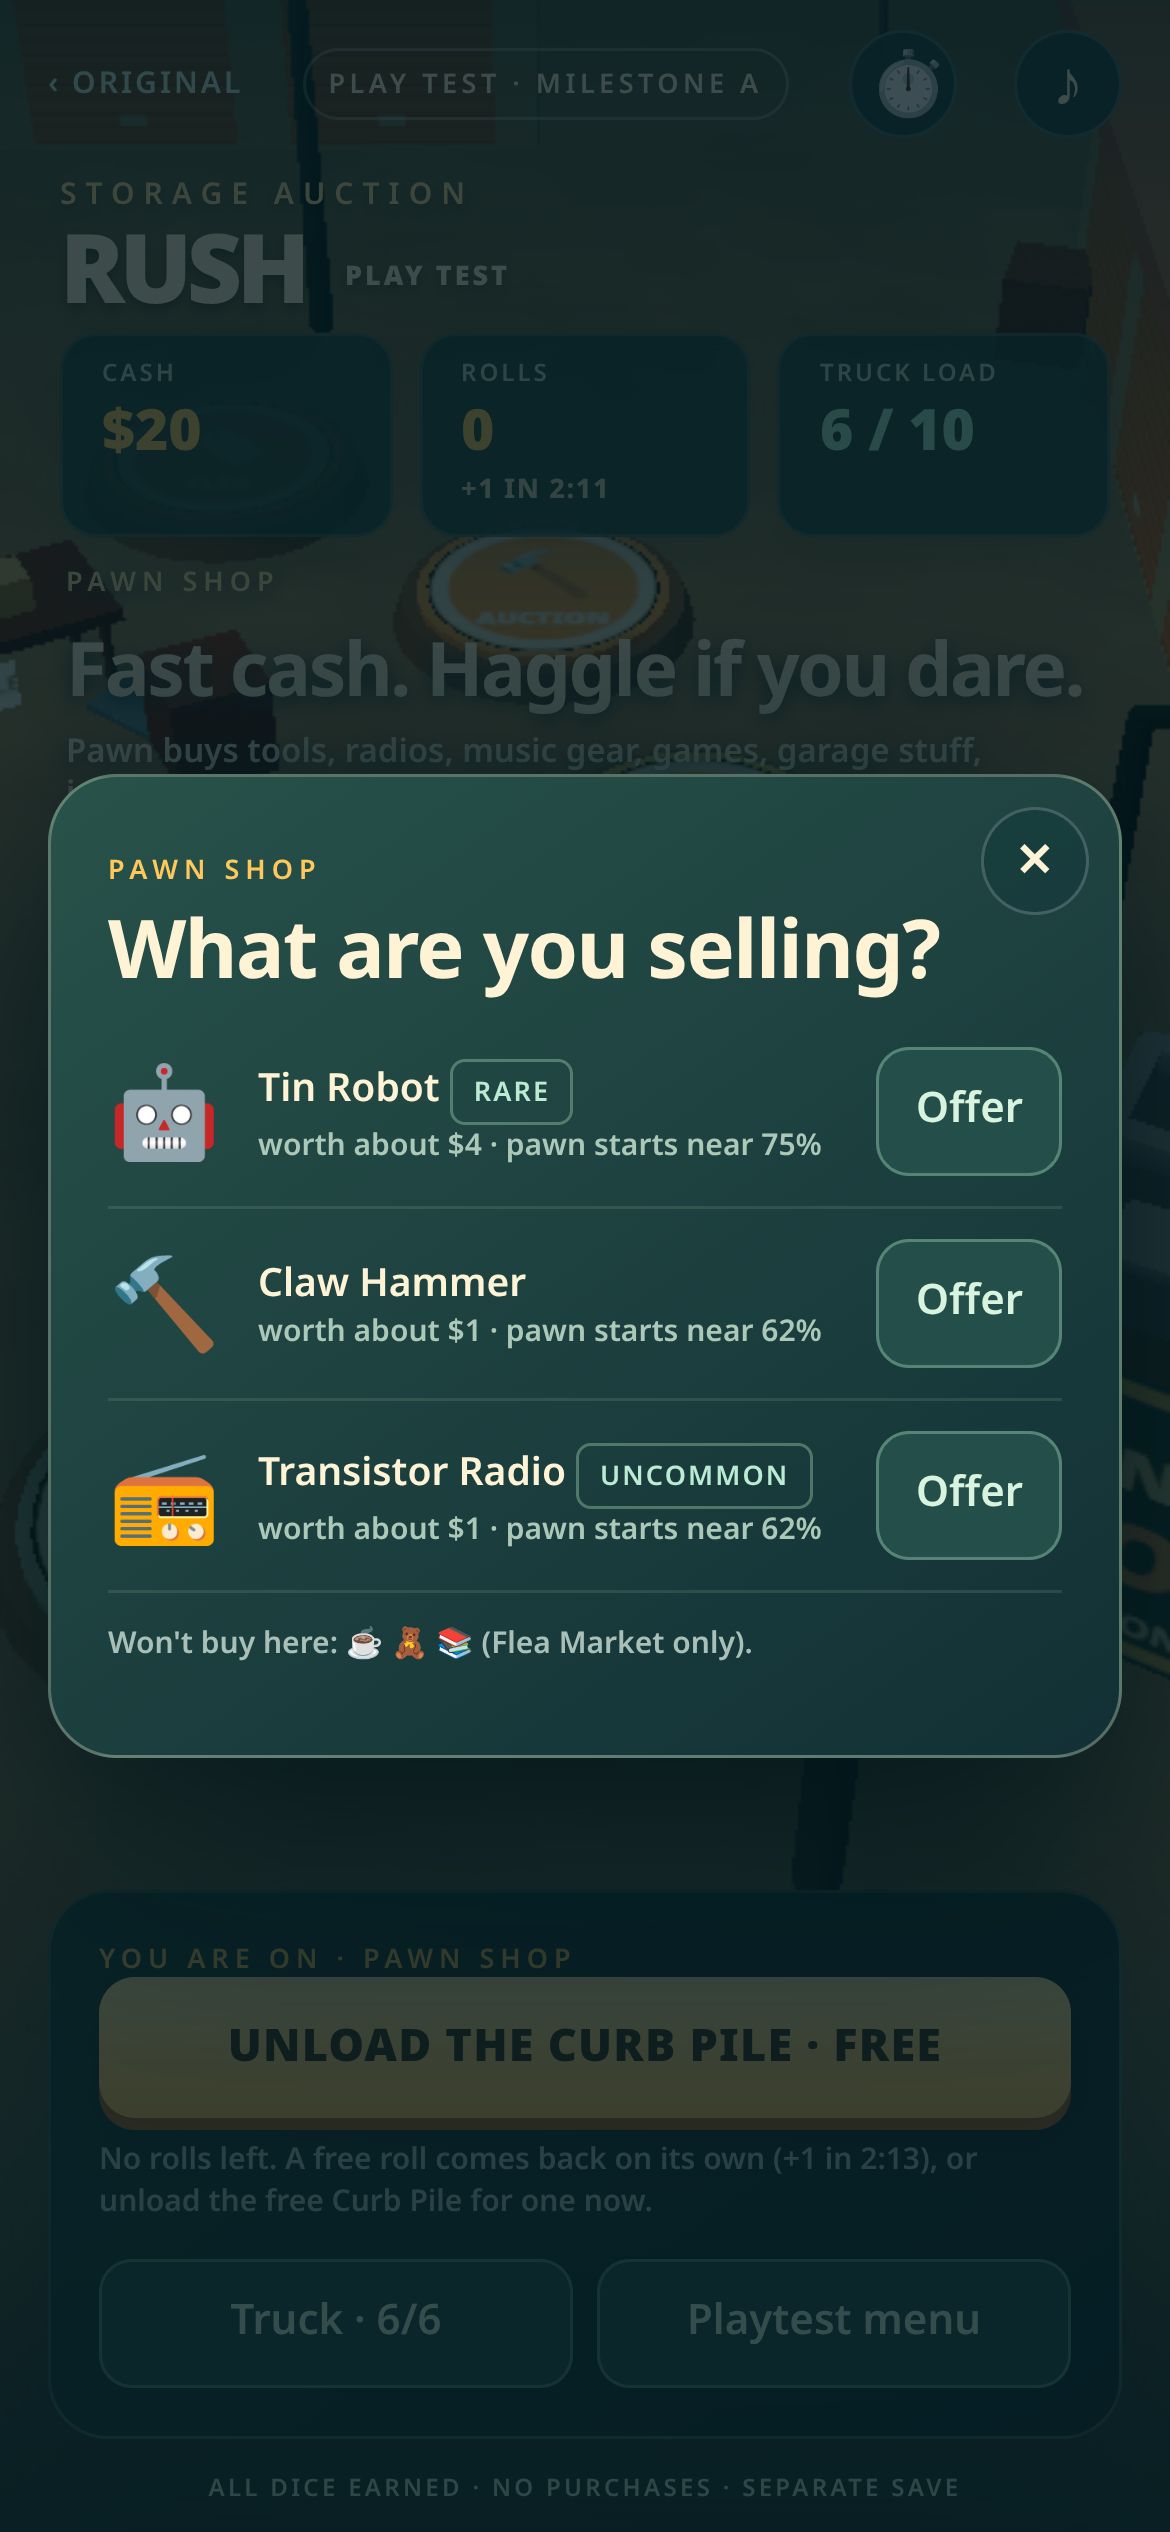 ‹ ORIGINAL
PLAY TEST · MILESTONE A
STORAGE AUCTION
RUSH PLAY TEST
CASH
$20
ROLLS
0
+1 IN 2:11
TRUCK LOAD
6 / 10
AUCTION
PAWN SHOP
Fast cash. Haggle if you dare.
Pawn buys tools, radios, music gear, games, garage stuff,
PAWN SHOP
What are you selling?
Tin Robot RARE
worth about $4 · pawn starts near 75%
Offer
Claw Hammer
worth about $1 · pawn starts near 62%
Offer
Transistor Radio UNCOMMON
worth about $1 · pawn starts near 62%
Offer
Won't buy here: ☕ 🧸 📚 (Flea Market only).
YOU ARE ON · PAWN SHOP
UNLOAD THE CURB PILE · FREE
No rolls left. A free roll comes back on its own (+1 in 2:13), or
unload the free Curb Pile for one now.
Truck · 6/6
Playtest menu
ALL DICE EARNED · NO PURCHASES · SEPARATE SAVE